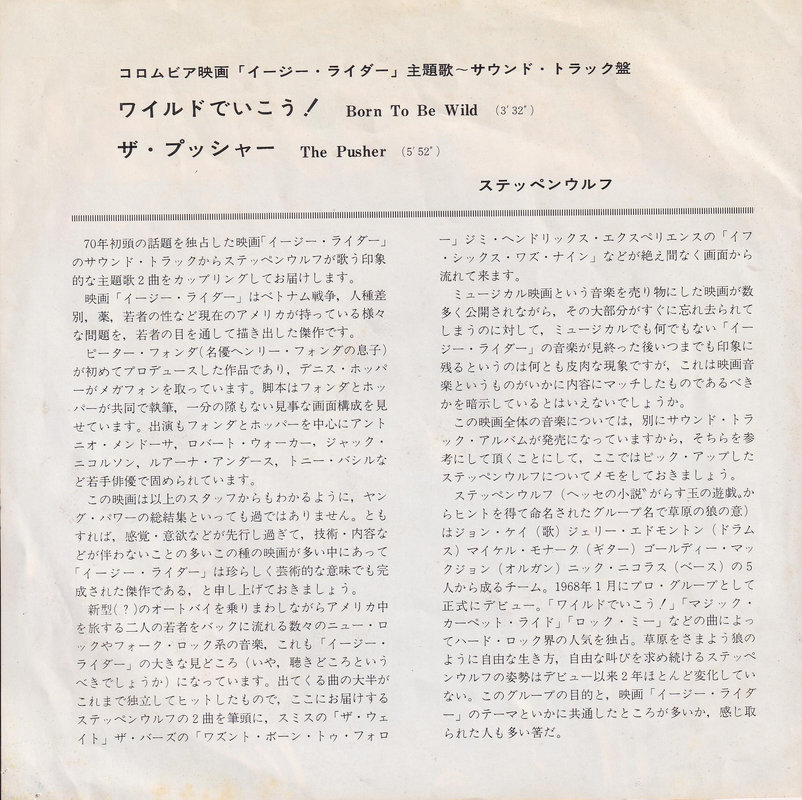 コロムビア映画「イージー・ライダー」主題歌〜サウンド・トラック盤
ワイルドでいこう! Born To Be Wild (3′32″)
ザ・プッシャー The Pusher (5′52″)
ステッペンウルフ
70年初頭の話題を独占した映画「イージー・ライダー」
のサウンド・トラックからステッペンウルフが歌う印象
的な主題歌2曲をカップリングしてお届けします。
映画「イージー・ライダー」はベトナム戦争,人種差
別,薬,若者の性など現在のアメリカが持っている様々
な問題を,若者の目を通して描き出した傑作です。
ピーター・フォンダ(名優ヘンリー・フォンダの息子)
が初めてプロデュースした作品であり,デニス・ホッパ
ーがメガフォンを取っています。脚本はフォンダとホッ
パーが共同で執筆,一分の隙もない見事な画面構成を見
せています。出演もフォンダとホッパーを中心にアント
ニオ・メンドーサ,ロバート・ウォーカー,ジャック・
ニコルソン,ルアーナ・アンダース,トニー・バシルな
ど若手俳優で固められています。
この映画は以上のスタッフからもわかるように,ヤン
グ・パワーの総結集といっても過ではありません。とも
すれば,感覚・意欲などが先行し過ぎて,技術・内容な
どが伴わないことの多いこの種の映画が多い中にあって
「イージー・ライダー」は珍らしく芸術的な意味でも完
成された傑作である,と申し上げておきましょう。
新型(?)のオートバイを乗りまわしながらアメリカ中
を旅する二人の若者をバックに流れる数々のニュー・ロ
ックやフォーク・ロック系の音楽,これも「イージー・
ライダー」の大きな見どころ(いや,聴きどころという
べきでしょうか)になっています。出てくる曲の大半が
これまで独立してヒットしたもので,ここにお届けする
ステッペンウルフの2曲を筆頭に,スミスの「ザ・ウェ
イト」ザ・バーズの「ワズント・ボーン・トゥ・フォロ
ー」ジミ・ヘンドリックス・エクスペリエンスの「イフ
・シックス・ワズ・ナイン」などが絶え間なく画面から
流れて来ます。
ミュージカル映画という音楽を売り物にした映画が数
多く公開されながら,その大部分がすぐに忘れ去られて
しまうのに対して,ミュージカルでも何でもない「イー
ジー・ライダー」の音楽が見終った後いつまでも印象に
残るというのは何とも皮肉な現象ですが,これは映画音
楽というものがいかに内容にマッチしたものであるべき
かを暗示しているとはいえないでしょうか。
この映画全体の音楽については,別にサウンド・トラ
ック・アルバムが発売になっていますから,そちらを参
考にして頂くことにして,ここではピック・アップした
ステッペンウルフについてメモをしておきましょう。
ステッペンウルフ(ヘッセの小説〝がらす玉の遊戯〟か
らヒントを得て命名されたグループ名で草原の狼の意)
はジョン・ケイ(歌)ジェリー・エドモントン(ドラム
ス)マイケル・モナーク(ギター)ゴールディー・マッ
クジョン(オルガン)ニック・ニコラス(ベース)の5
人から成るチーム。1968年1月にプロ・グループとして
正式にデビュー。「ワイルドでいこう!」「マジック・
カーペット・ライド」「ロック・ミー」などの曲によっ
てハード・ロック界の人気を独占。草原をさまよう狼の
ように自由な生き方,自由な叫びを求め続けるステッペ
ンウルフの姿勢はデビュー以来2年ほとんど変化してい
ない。このグループの目的と,映画「イージー・ライダ
ー」のテーマといかに共通したところが多いか,感じ取
られた人も多い筈だ。